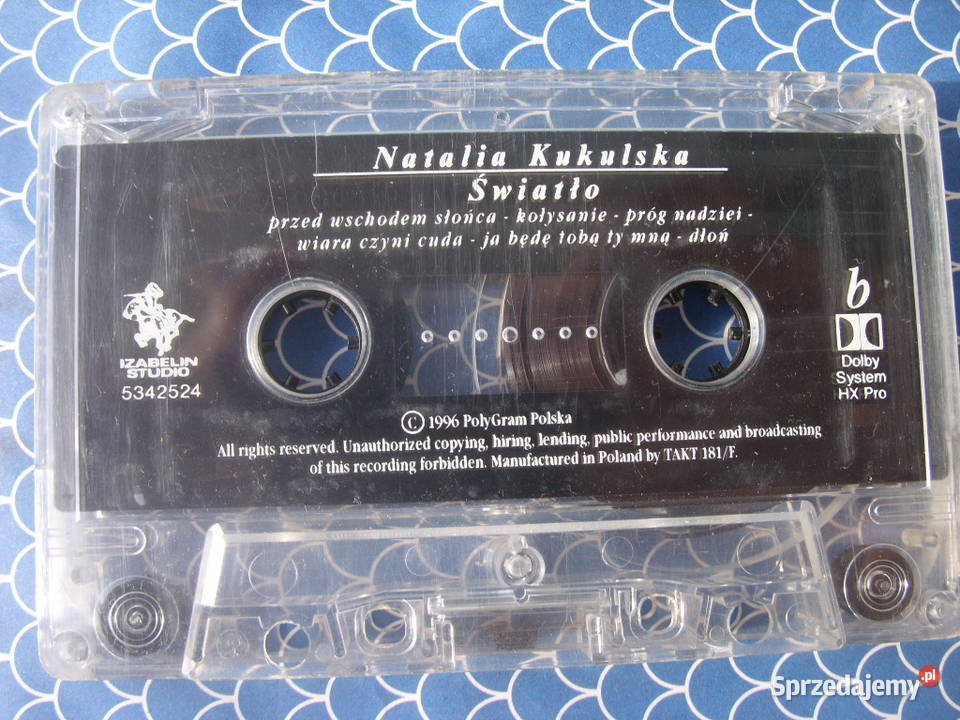 Natalia Kukulska
Światło
przed wschodem słońca - kołysanie - próg nadziei -
wiara czyni cuda - ja będę tobą ty mną - dłoń
b
IZABELIN
STUDIO
5342524
Dolby
System
HX Pro
© 1996 PolyGram Polska
All rights reserved. Unauthorized copying, hiring, lending, public performance and broadcasting
of this recording forbidden. Manufactured in Poland by TAKT 181/F.
Sprzedajemy.pl